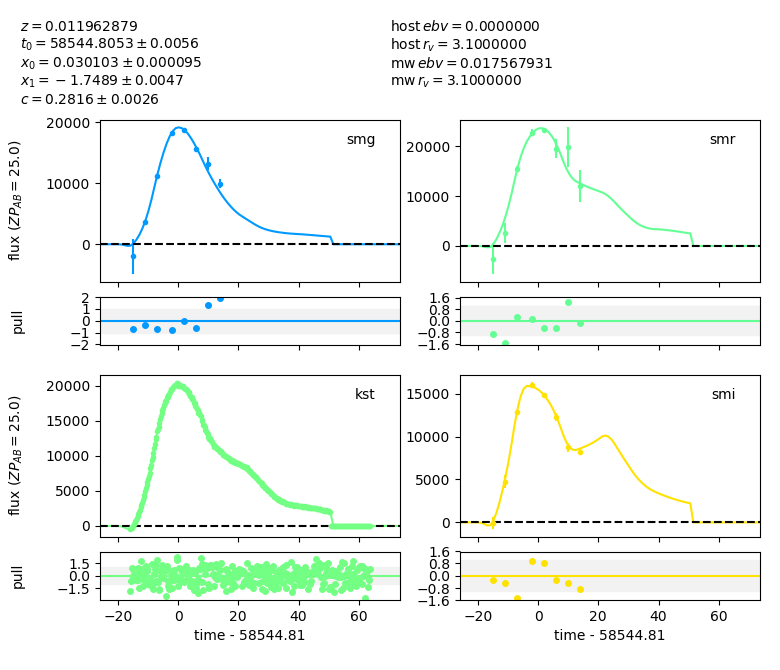 z = 0.011962879
host ebv = 0.0000000
t₀ = 58544.8053 ± 0.0056
host r_v = 3.1000000
x₀ = 0.030103 ± 0.000095
mw ebv = 0.017567931
x₁ = −1.7489 ± 0.0047
mw r_v = 3.1000000
c = 0.2816 ± 0.0026
flux (ZP_AB = 25.0)
20000
10000
0
smg
20000
10000
0
smr
pull
2
1
0
−1
−2
1.6
0.8
0.0
−0.8
−1.6
flux (ZP_AB = 25.0)
20000
15000
10000
5000
0
kst
15000
10000
5000
0
smi
pull
1.5
0.0
−1.5
1.6
0.8
0.0
−0.8
−1.6
−20 0 20 40 60
−20 0 20 40 60
time - 58544.81
time - 58544.81